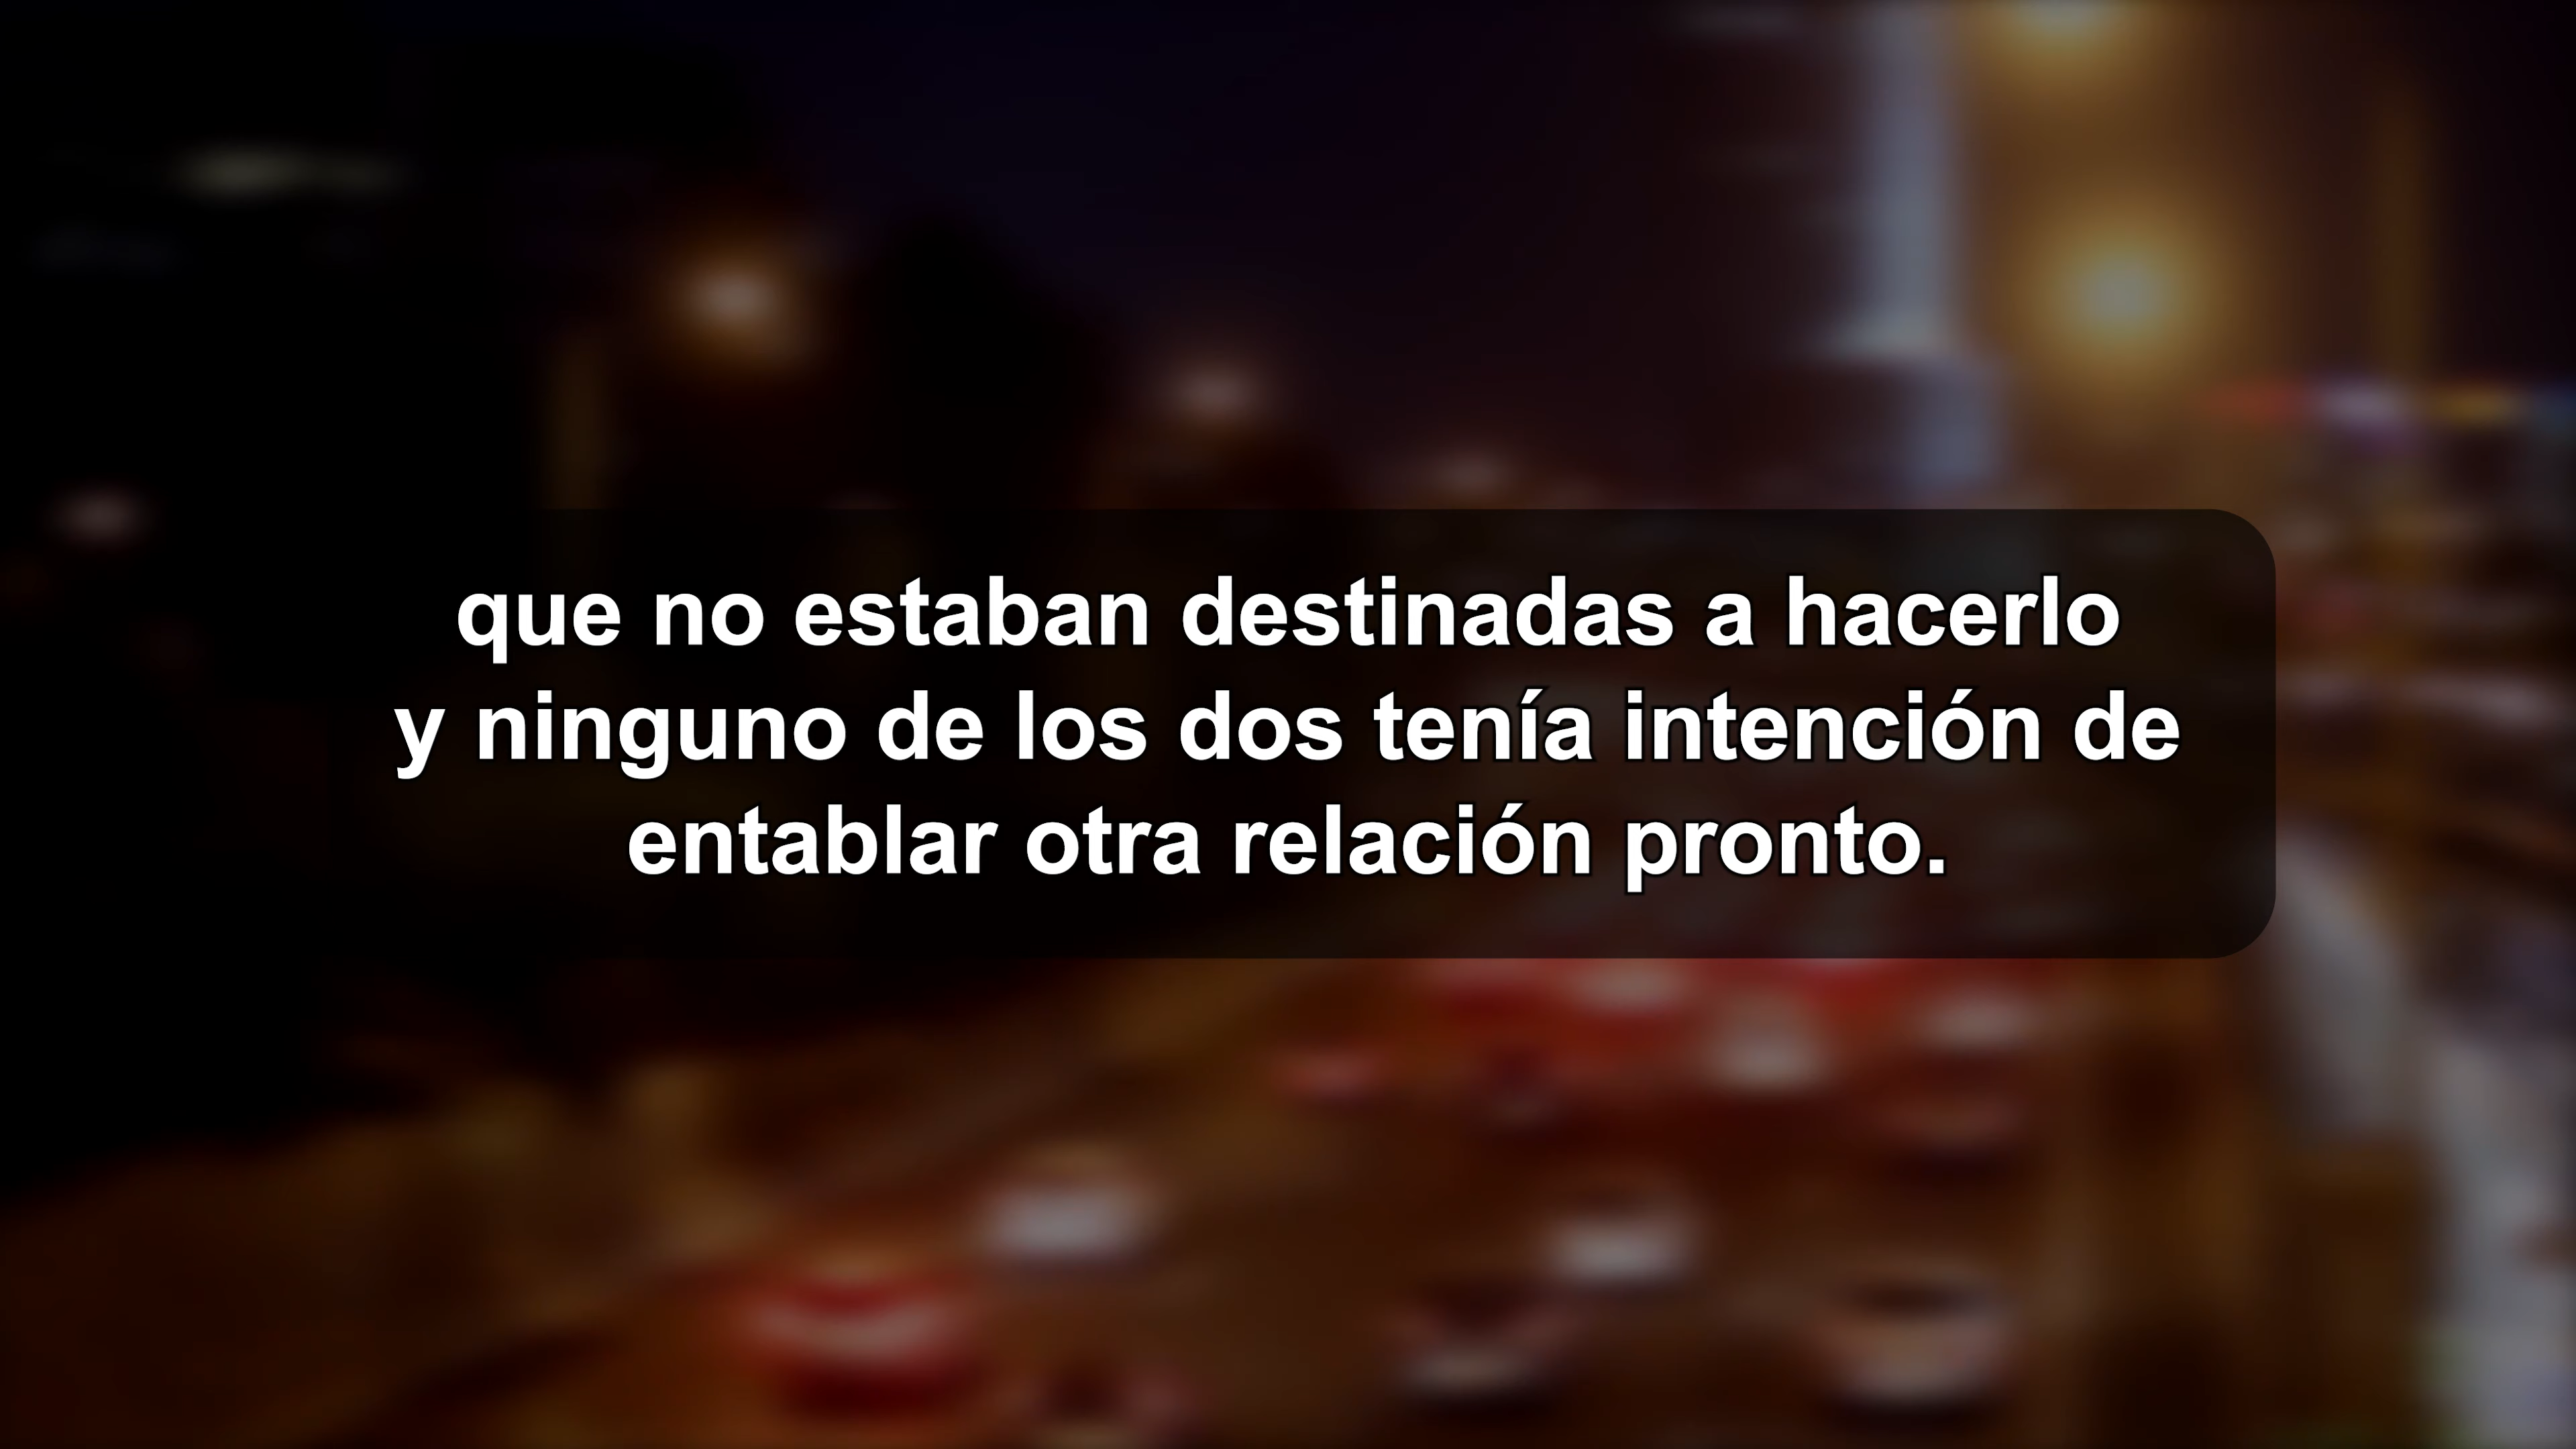 que no estaban destinadas a hacerlo
y ninguno de los dos tenía intención de
entablar otra relación pronto.